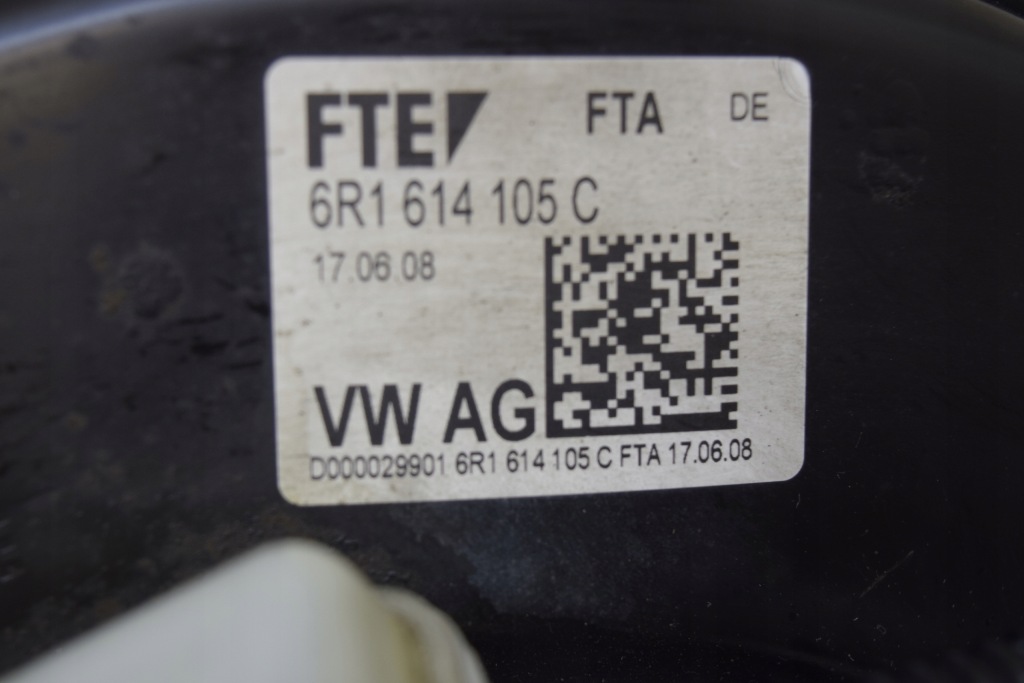 FTE FTA DE
6R1 614 105 C
17.06.08
VW AG
D000029901 6R1 614 105 C FTA 17.06.08